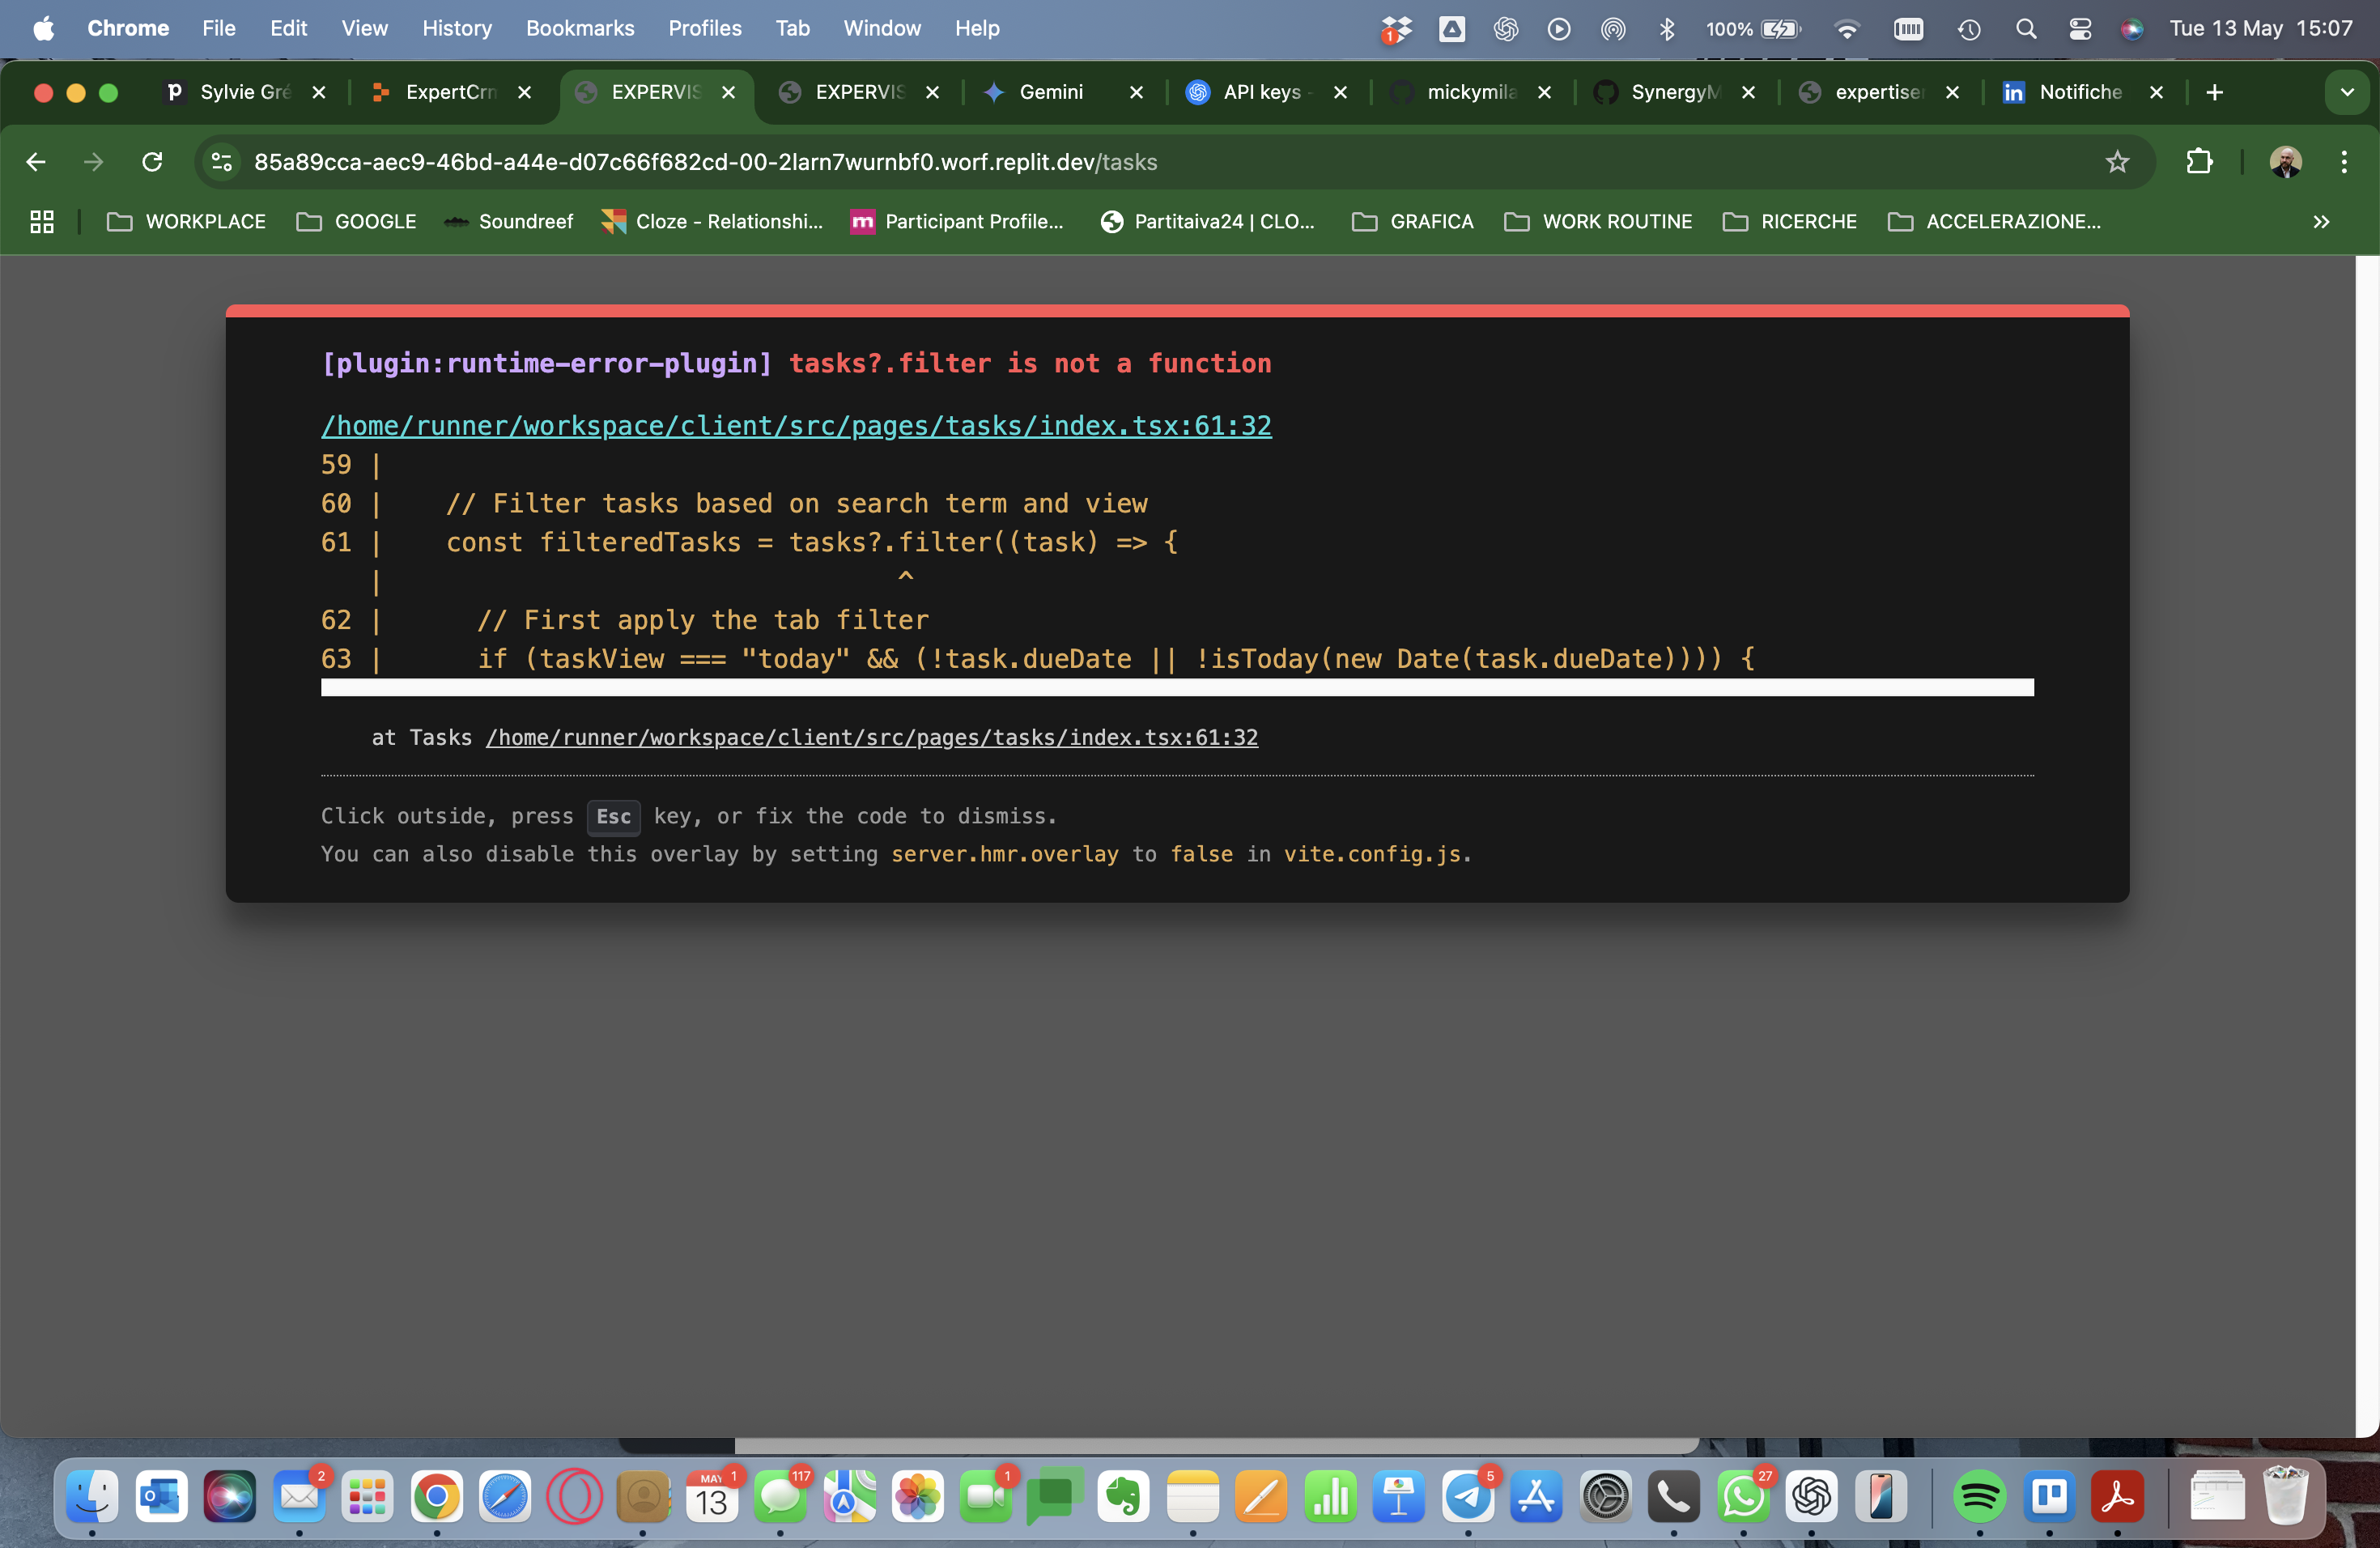 Chrome File Edit View History Bookmarks Profiles Tab Window Help 1 100% Tue 13 May 15:07
Sylvie Gré ExpertCrm EXPERVIS EXPERVIS Gemini API keys - mickymila SynergyM expertiser Notifiche
85a89cca-aec9-46bd-a44e-d07c66f682cd-00-2larn7wurnbf0.worf.replit.dev/tasks
WORKPLACE GOOGLE Soundreef Cloze - Relationshi... Participant Profile... Partitaiva24 | CLO... GRAFICA WORK ROUTINE RICERCHE ACCELERAZIONE...
[plugin:runtime-error-plugin] tasks?.filter is not a function
/home/runner/workspace/client/src/pages/tasks/index.tsx:61:32
59 |
60 | // Filter tasks based on search term and view
61 | const filteredTasks = tasks?.filter((task) => {
| ^
62 | // First apply the tab filter
63 | if (taskView === "today" && (!task.dueDate || !isToday(new Date(task.dueDate)))) {
at Tasks /home/runner/workspace/client/src/pages/tasks/index.tsx:61:32
Click outside, press Esc key, or fix the code to dismiss.
You can also disable this overlay by setting server.hmr.overlay to false in vite.config.js.
2 MAY 13 1 117 1 5 27